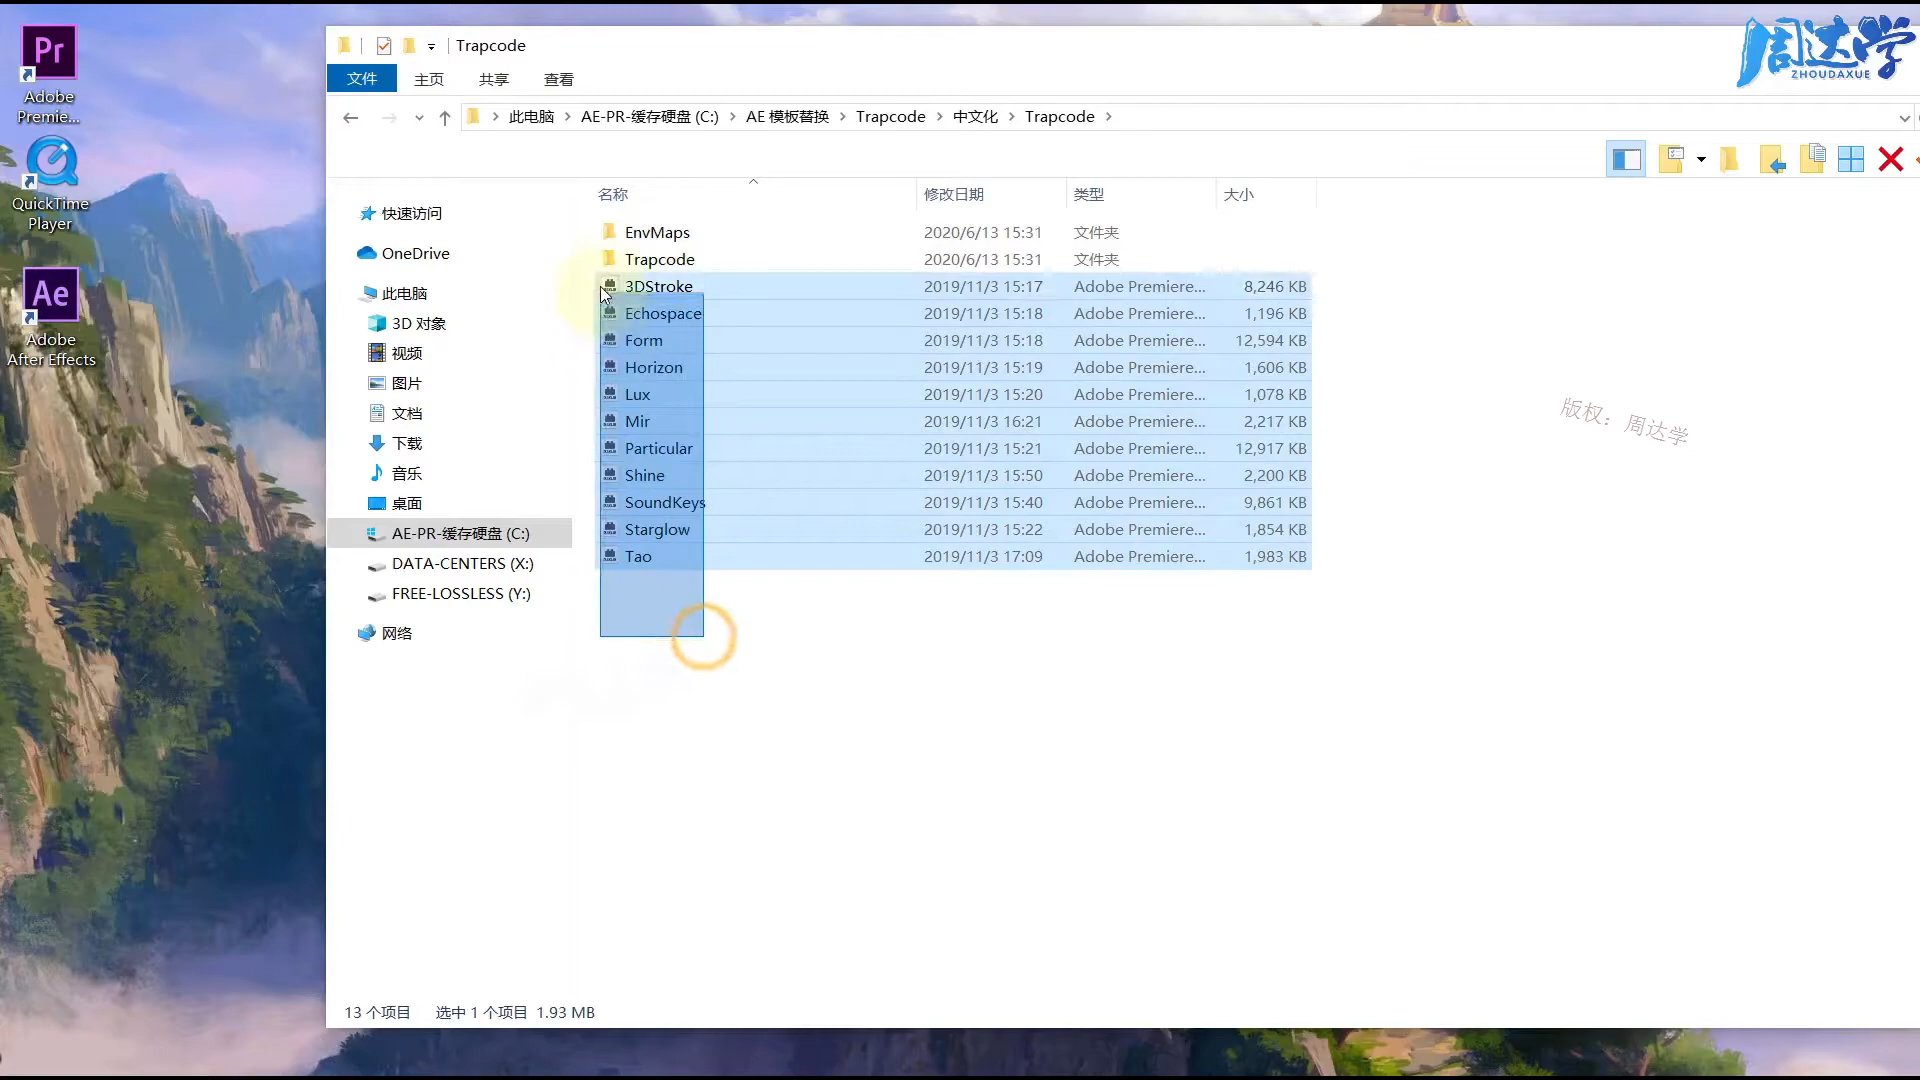 Adobe
Premie...
QuickTime
Player
Adobe
After Effects
Pr
Ae
Trapcode
周达学
ZHOUDAXUE
文件 主页 共享 查看
此电脑 AE-PR-缓存硬盘 (C:) AE 模板替换 Trapcode 中文化 Trapcode
名称 修改日期 类型 大小
快速访问
OneDrive
此电脑
3D 对象
视频
图片
文档
下载
音乐
桌面
AE-PR-缓存硬盘 (C:)
DATA-CENTERS (X:)
FREE-LOSSLESS (Y:)
网络
EnvMaps 2020/6/13 15:31 文件夹
Trapcode 2020/6/13 15:31 文件夹
3DStroke 2019/11/3 15:17 Adobe Premiere... 8,246 KB
Echospace 2019/11/3 15:18 Adobe Premiere... 1,196 KB
Form 2019/11/3 15:18 Adobe Premiere... 12,594 KB
Horizon 2019/11/3 15:19 Adobe Premiere... 1,606 KB
Lux 2019/11/3 15:20 Adobe Premiere... 1,078 KB
Mir 2019/11/3 16:21 Adobe Premiere... 2,217 KB
Particular 2019/11/3 15:21 Adobe Premiere... 12,917 KB
Shine 2019/11/3 15:50 Adobe Premiere... 2,200 KB
SoundKeys 2019/11/3 15:40 Adobe Premiere... 9,861 KB
Starglow 2019/11/3 15:22 Adobe Premiere... 1,854 KB
Tao 2019/11/3 17:09 Adobe Premiere... 1,983 KB
版权：周达学
13 个项目 选中 1 个项目 1.93 MB